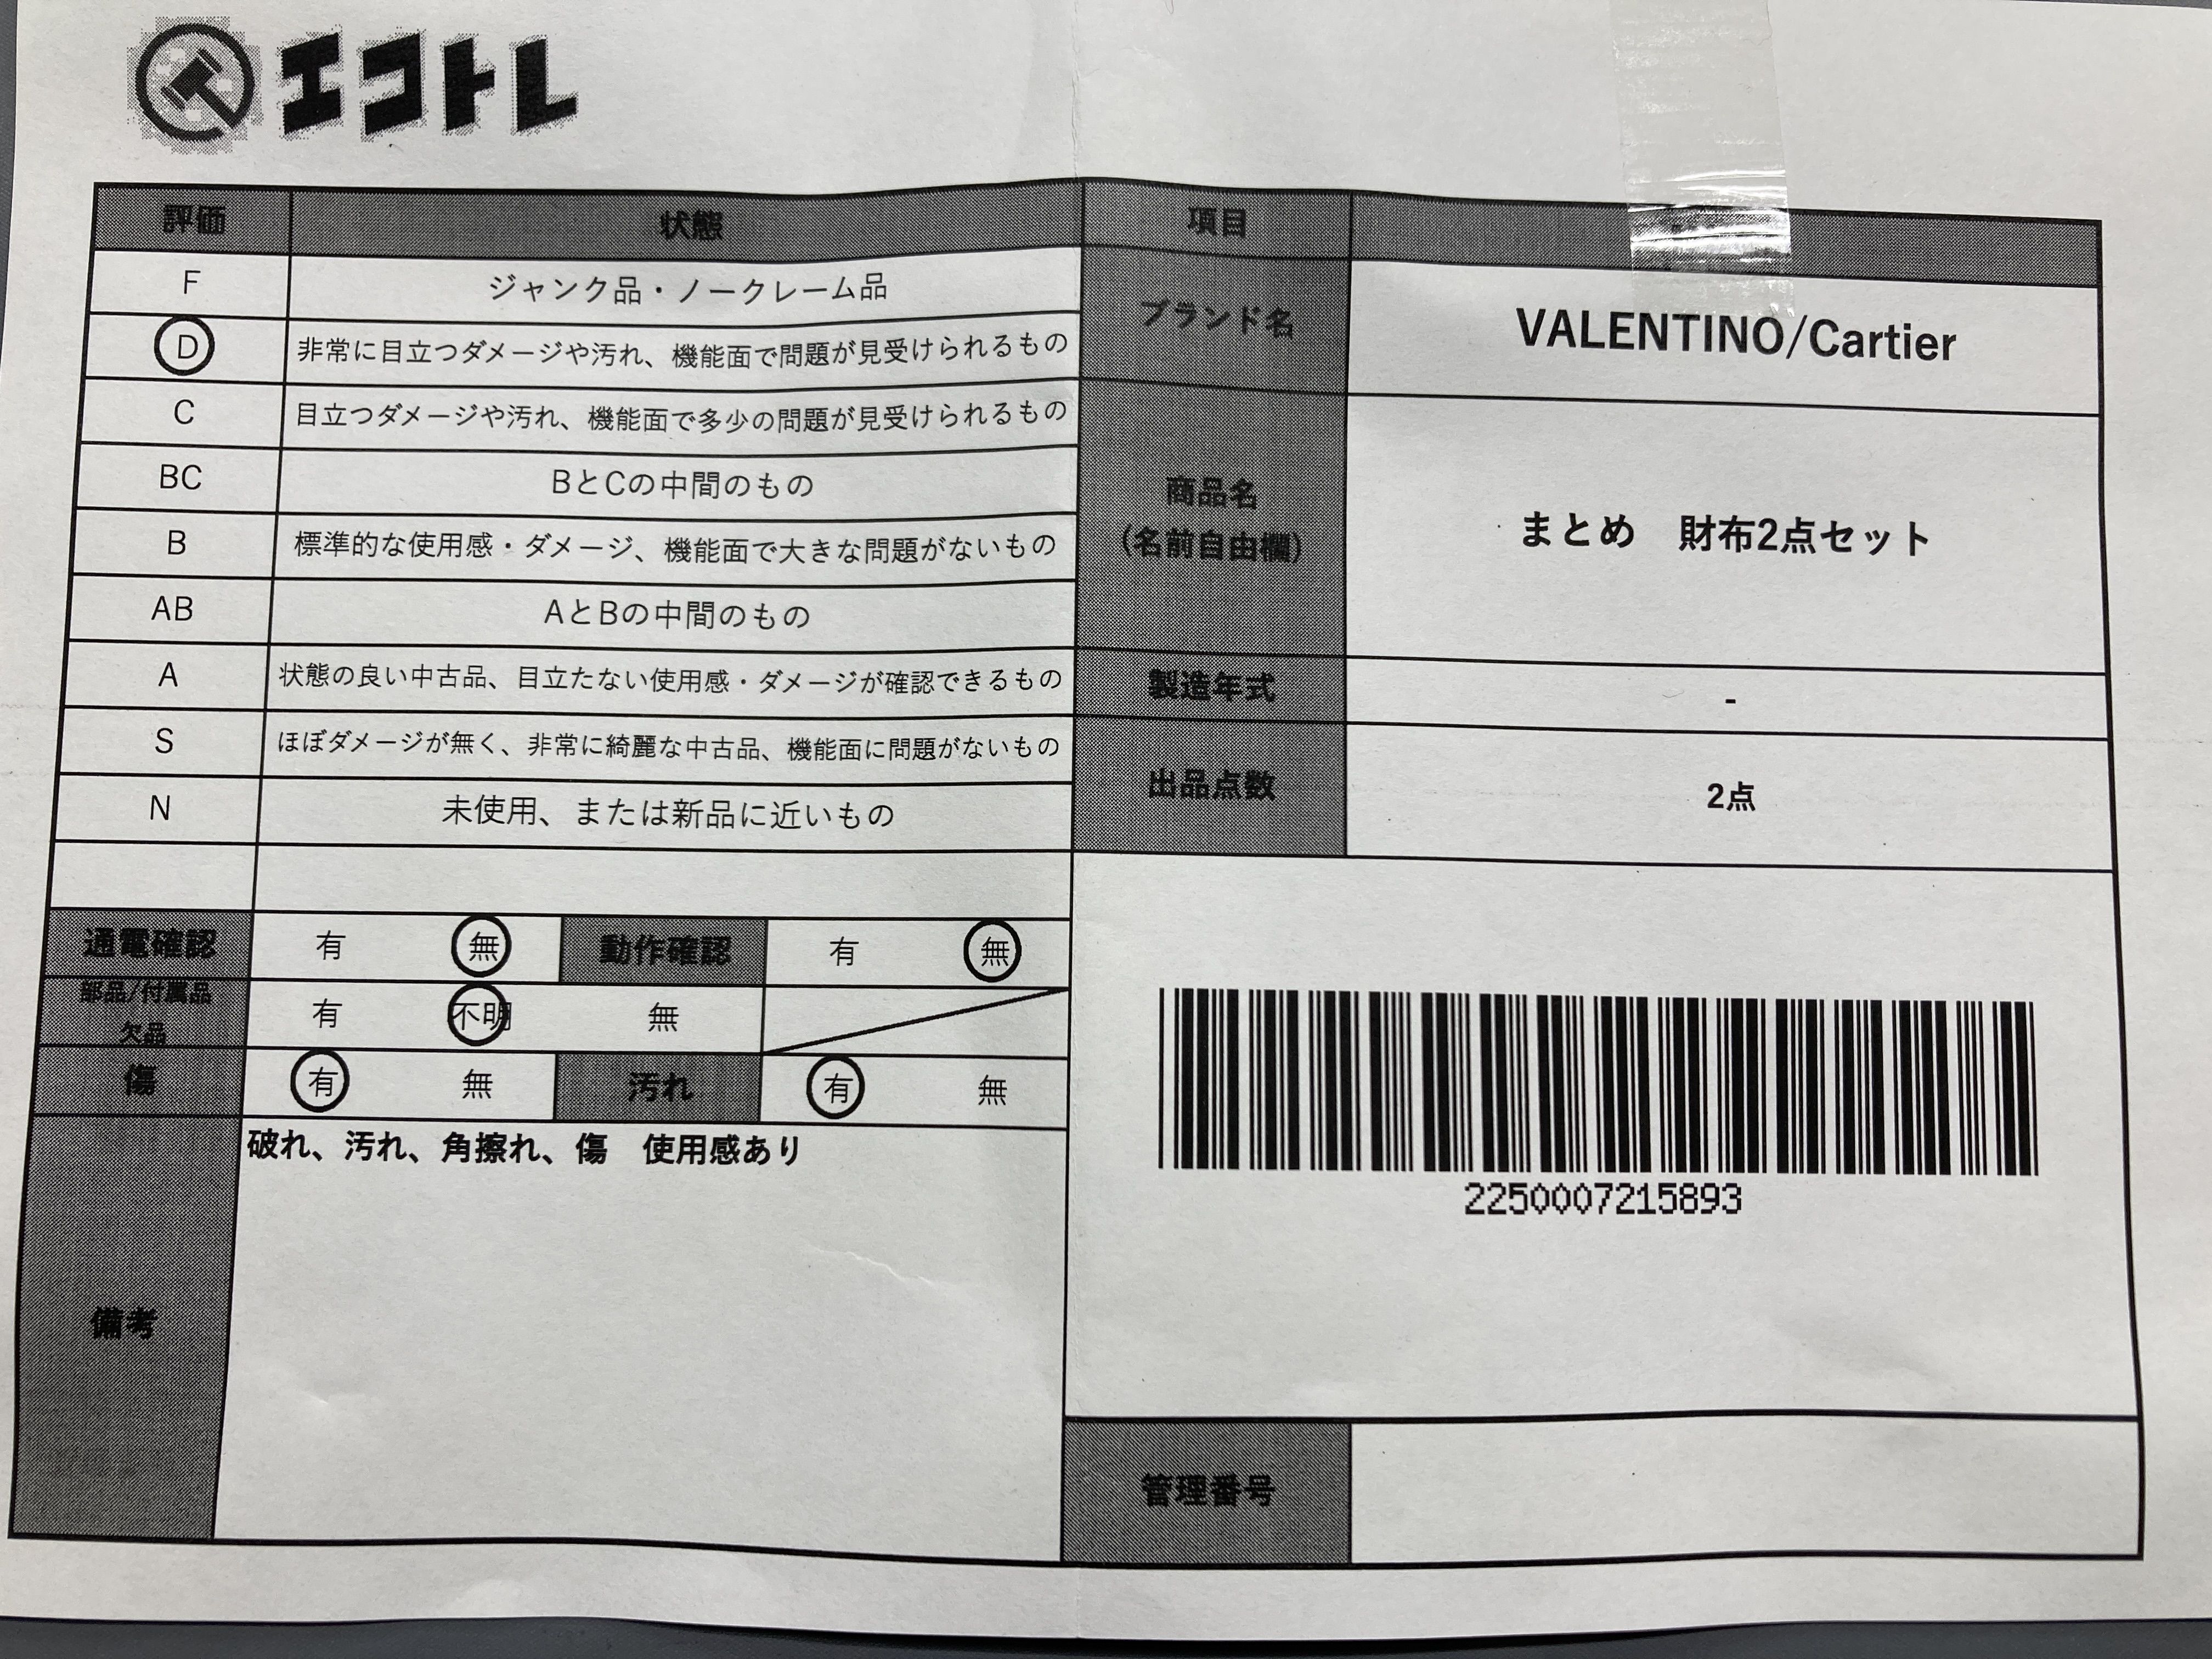 エコトレ
評価 状態
F ジャンク品・ノークレーム品
D 非常に目立つダメージや汚れ、機能面で問題が見受けられるもの
C 目立つダメージや汚れ、機能面で多少の問題が見受けられるもの
BC BとCの中間のもの
B 標準的な使用感・ダメージ、機能面で大きな問題がないもの
AB AとBの中間のもの
A 状態の良い中古品、目立たない使用感・ダメージが確認できるもの
S ほぼダメージが無く、非常に綺麗な中古品、機能面に問題がないもの
N 未使用、または新品に近いもの
通電確認 有 無 動作確認 有 無
部品/付属品
欠品
有 不明 無
傷 有 無 汚れ 有 無
備考
破れ、汚れ、角擦れ、傷 使用感あり
項目
ブランド名 VALENTINO/Cartier
商品名
(名前自由欄)
まとめ 財布2点セット
製造年式 -
出品点数 2点
2250007215893
管理番号